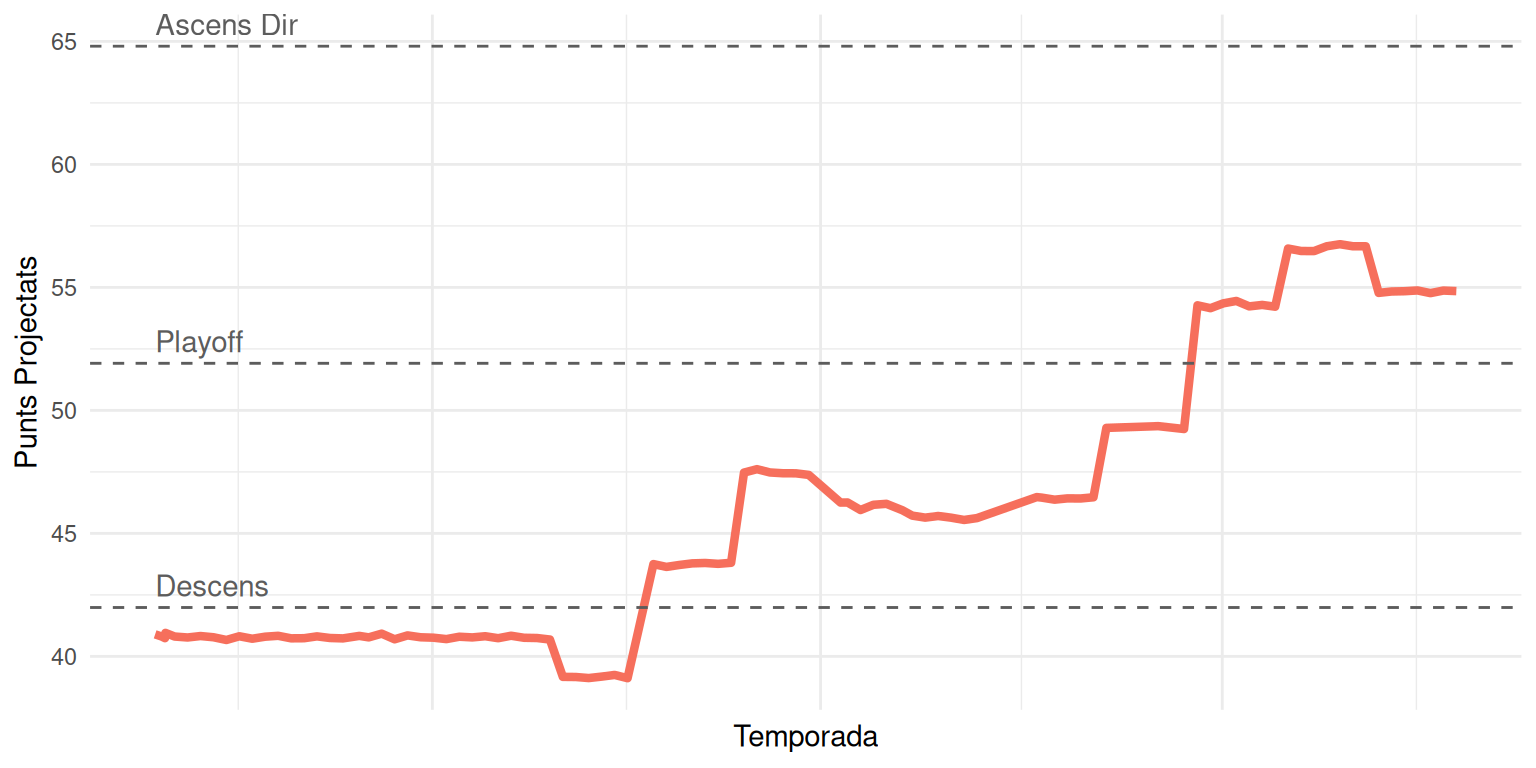 Ascens Dir
65
60
55
Playoff
50
45
Descens
40
Punts Projectats
Temporada